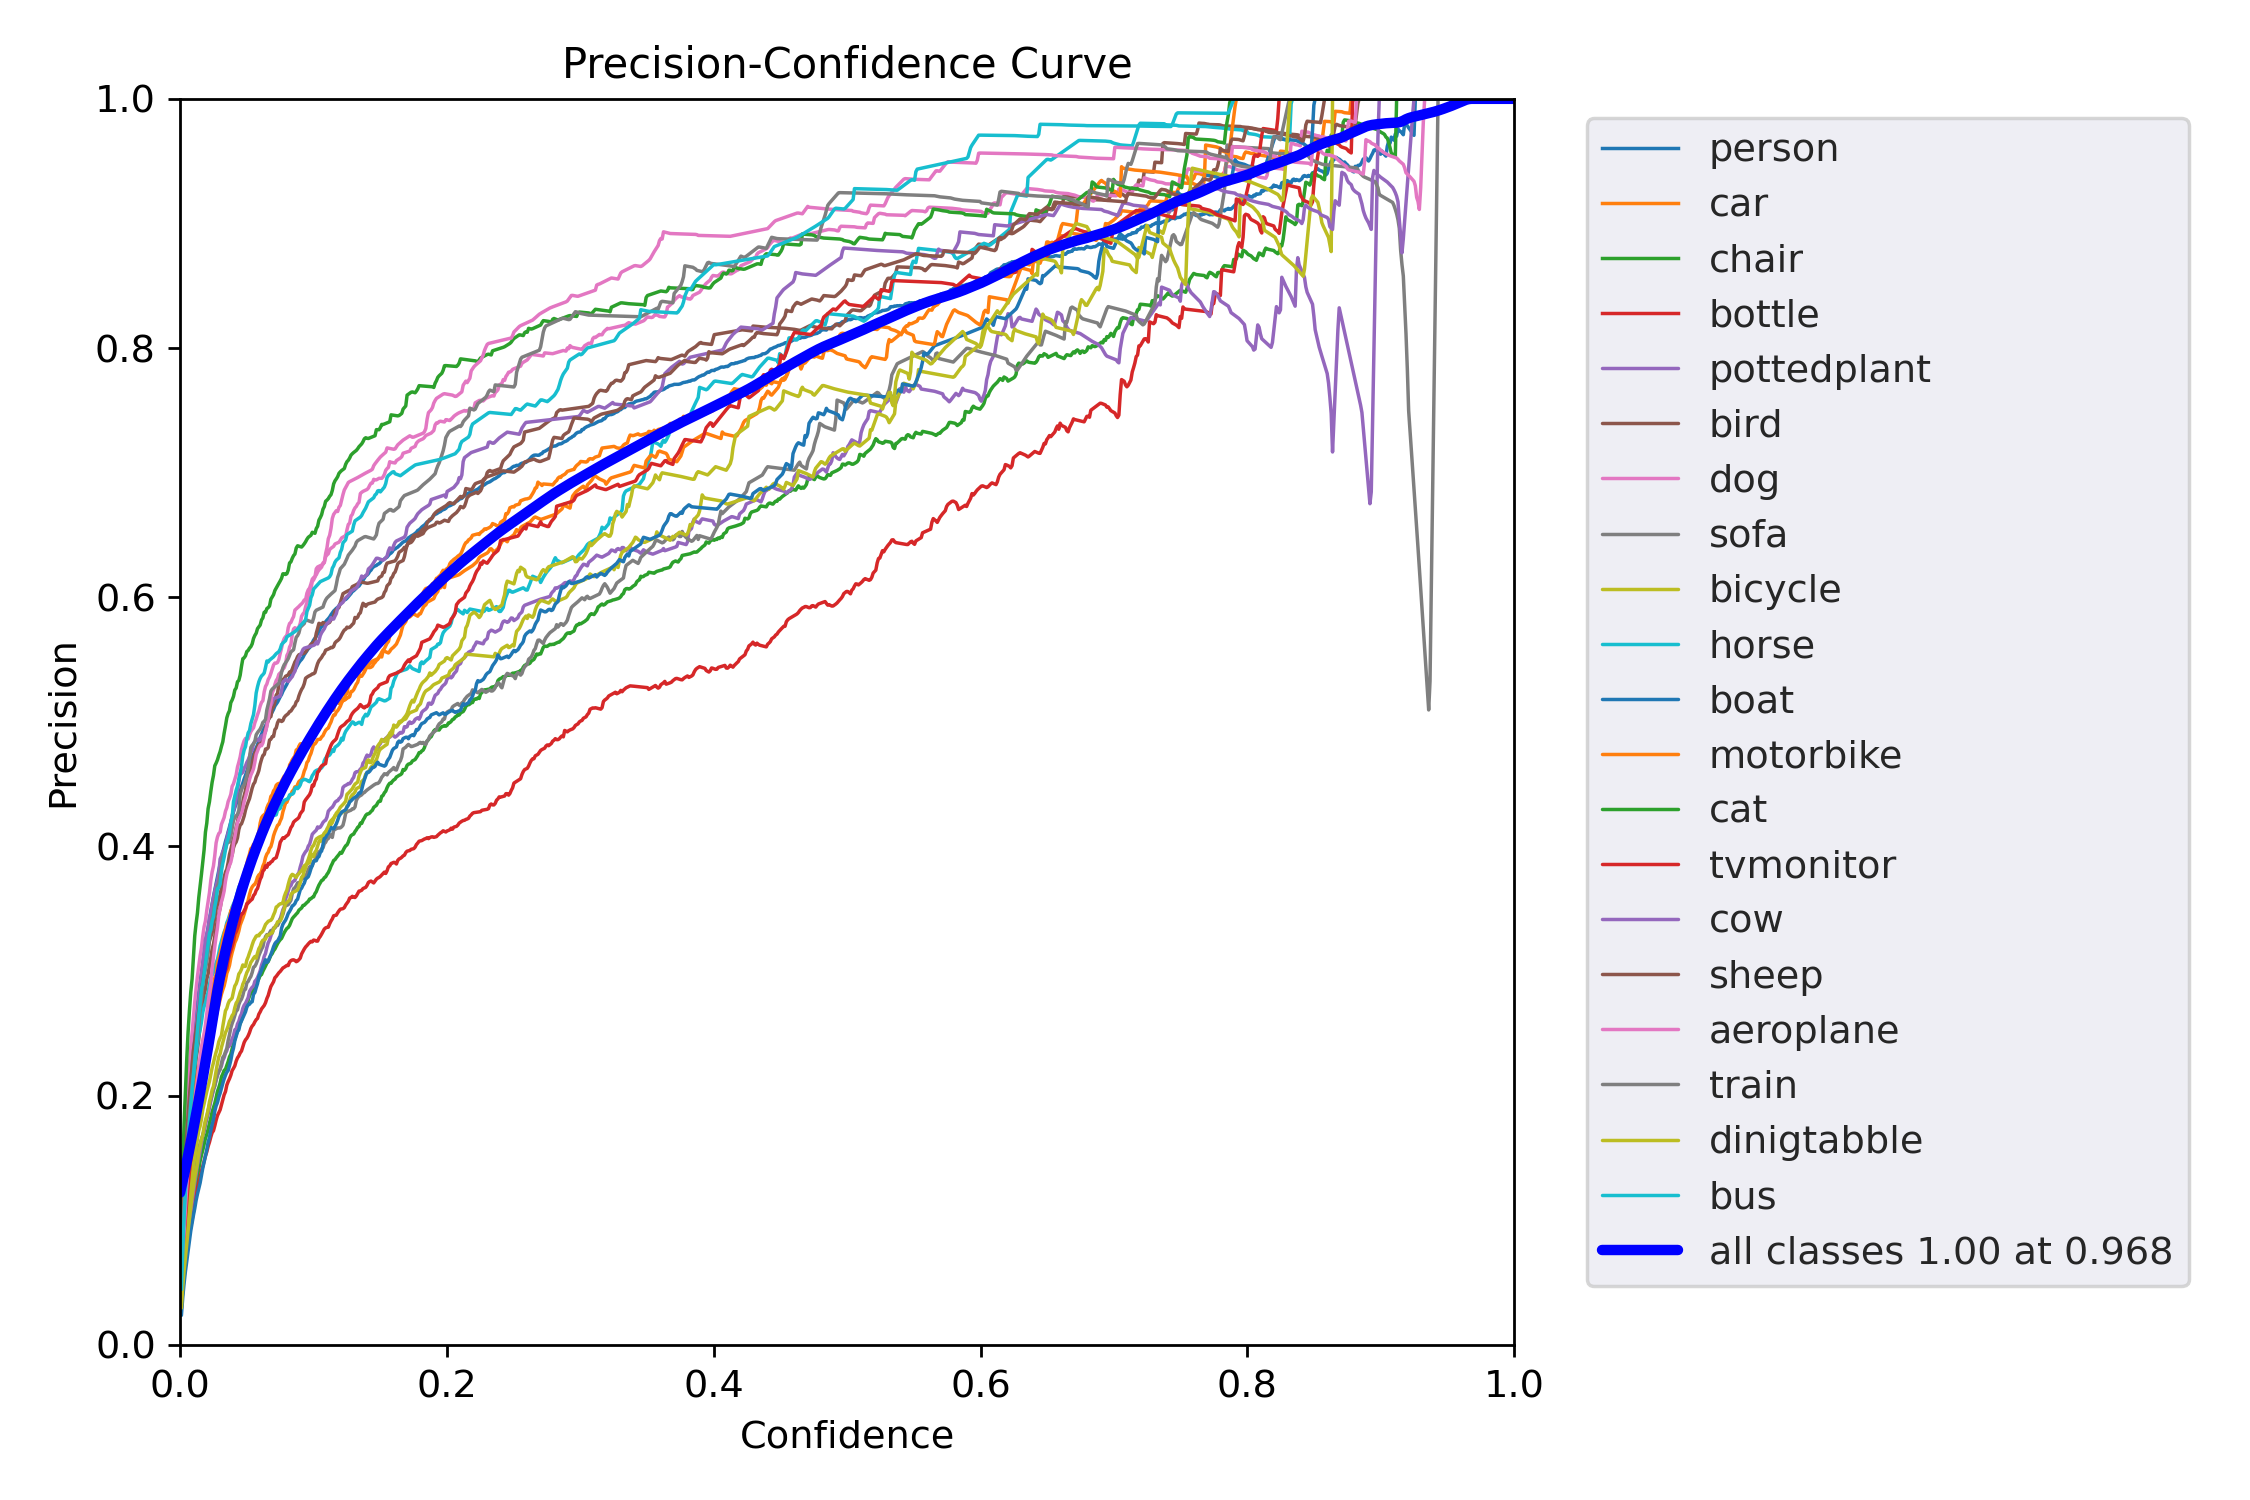 Precision-Confidence Curve
1.0
0.8
0.6
0.4
0.2
0.0
Precision
0.0 0.2 0.4 0.6 0.8 1.0
Confidence
person
car
chair
bottle
pottedplant
bird
dog
sofa
bicycle
horse
boat
motorbike
cat
tvmonitor
cow
sheep
aeroplane
train
dinigtabble
bus
all classes 1.00 at 0.968